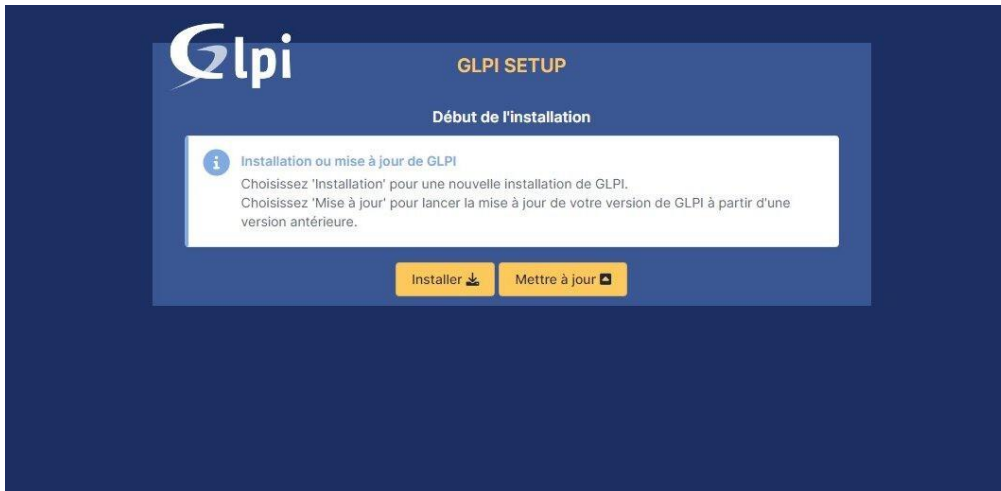 Glpi
GLPI SETUP
Début de l'installation
Installation ou mise à jour de GLPI
Choisissez 'Installation' pour une nouvelle installation de GLPI.
Choisissez 'Mise à jour' pour lancer la mise à jour de votre version de GLPI à partir d'une
version antérieure.
Installer
Mettre à jour